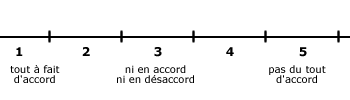 1 2 3 4 5
tout à fait ni en accord pas du tout
d'accord ni en désaccord d'accord